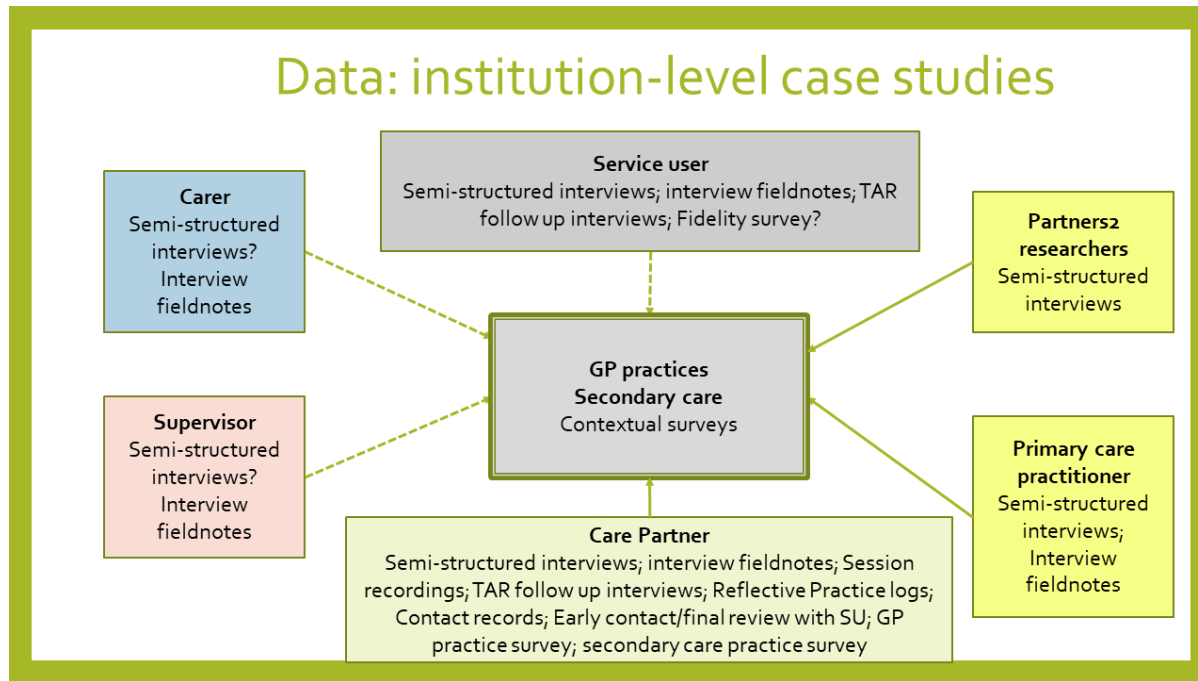 Data: institution-level case studies
Service user
Semi-structured interviews; interview fieldnotes; TAR
follow up interviews; Fidelity survey?
Carer
Semi-structured
interviews?
Interview
fieldnotes
Partners2
researchers
Semi-structured
interviews
GP practices
Secondary care
Contextual surveys
Supervisor
Semi-structured
interviews?
Interview
fieldnotes
Primary care
practitioner
Semi-structured
interviews;
Interview
fieldnotes
Care Partner
Semi-structured interviews; interview fieldnotes; Session
recordings; TAR follow up interviews; Reflective Practice logs;
Contact records; Early contact/final review with SU; GP
practice survey; secondary care practice survey